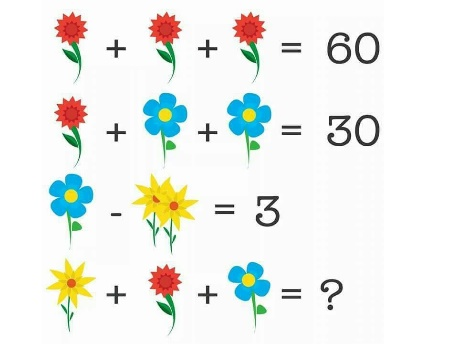 + + = 60
+ + = 30
- = 3
+ + = ?